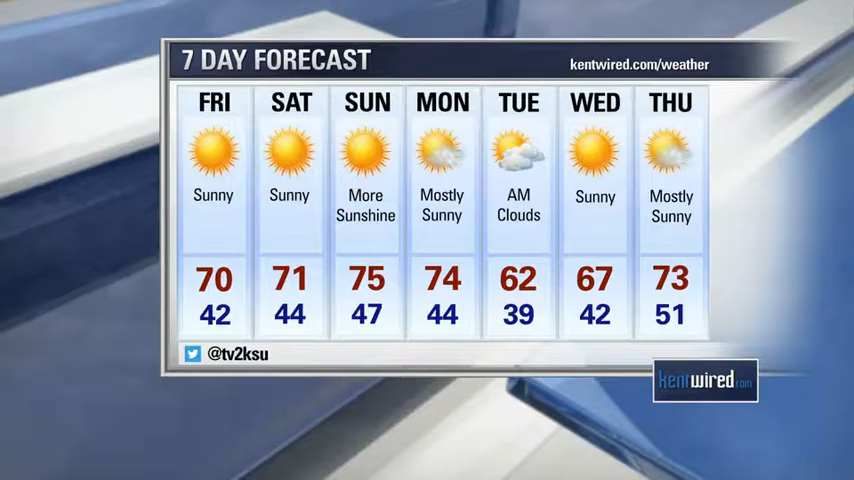 7 DAY FORECAST
kentwired.com/weather
FRI SAT SUN MON TUE WED THU
Sunny Sunny More Sunshine Mostly Sunny AM Clouds Sunny Mostly Sunny
70 71 75 74 62 67 73
42 44 47 44 39 42 51
@tv2ksu
kentwired.com